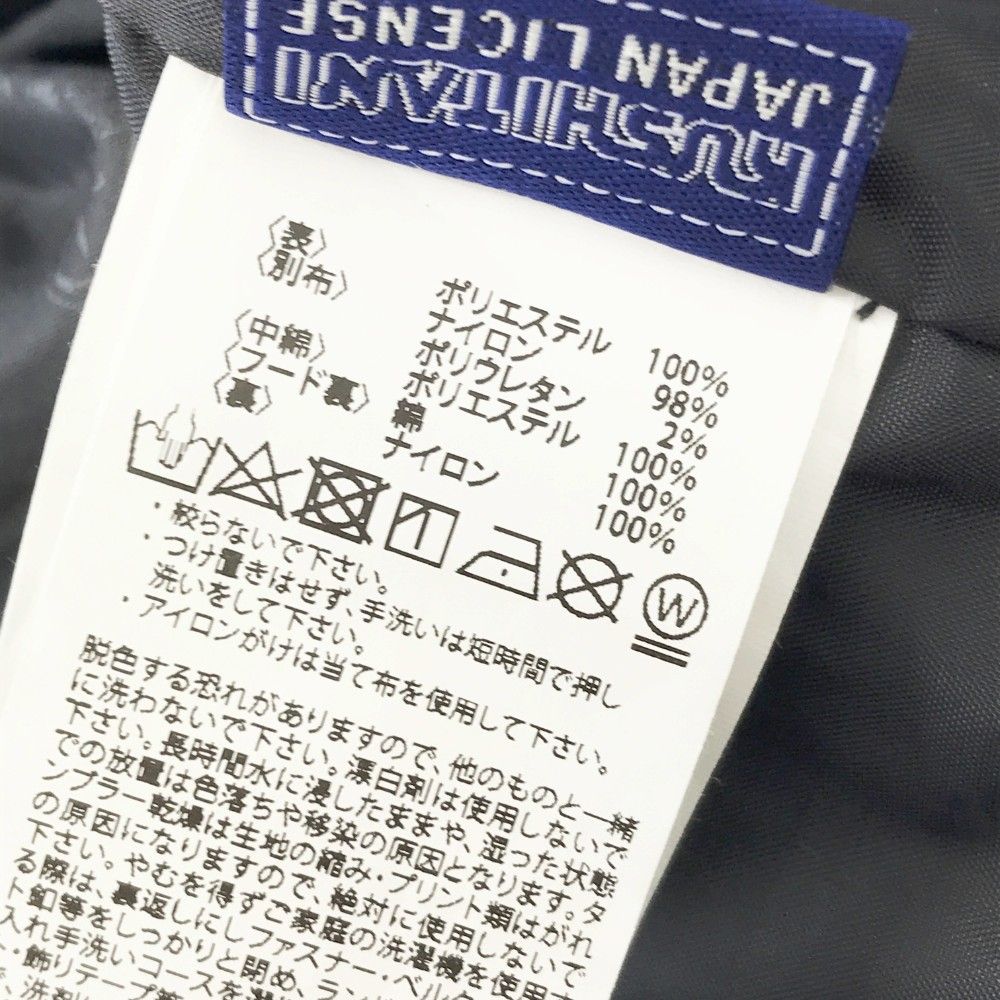 JAPAN LICENSE
〈表〉 ポリエステル 100%
〈別布〉 ナイロン 98%
ポリウレタン 2%
〈中綿〉 ポリエステル 100%
〈フード裏〉 綿 100%
〈裏〉 ナイロン 100%
W
・絞らないで下さい。
・つけ置きはせず、手洗いは短時間で押し
洗いをして下さい。
・アイロンがけは当て布を使用して下さい。
脱色する恐れがありますので、他のものと一緒
に洗わないで下さい。漂白剤は使用しないで
下さい。長時間水に浸したままや、湿った状態
での放置は色落ちや移染の原因となります。タ
ンブラー乾燥は生地の縮み・プリント類はがれ
の原因になりますので、絶対に使用しないで
下さい。やむを得ずご家庭の洗濯機を使用す
る際は、裏返しにしファスナー・ベルク
ト釦等をしっかりと閉め、
入れ手洗いコースを
・飾りテープ等